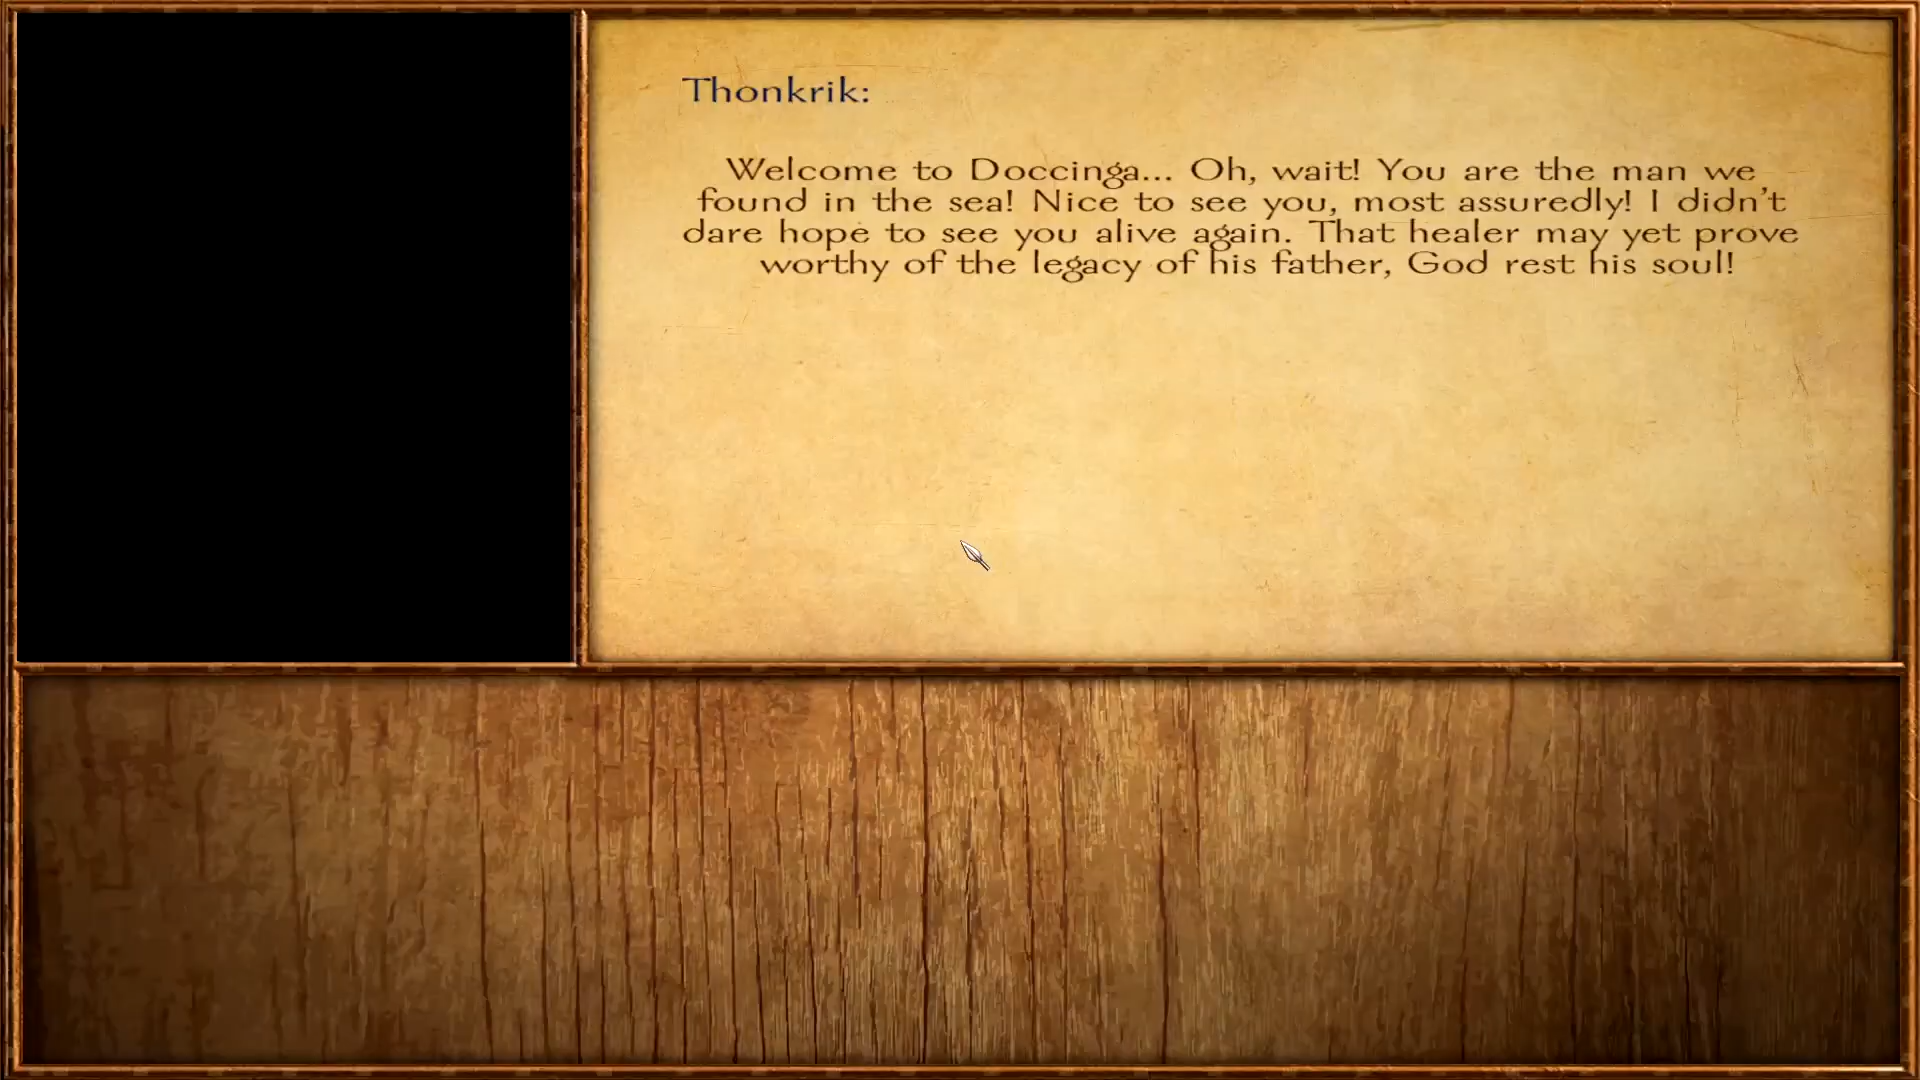 Thonkrik:
Welcome to Doccinga... Oh, wait! You are the man we
found in the sea! Nice to see you, most assuredly! I didn't
dare hope to see you alive again. That healer may yet prove
worthy of the legacy of his father, God rest his soul!